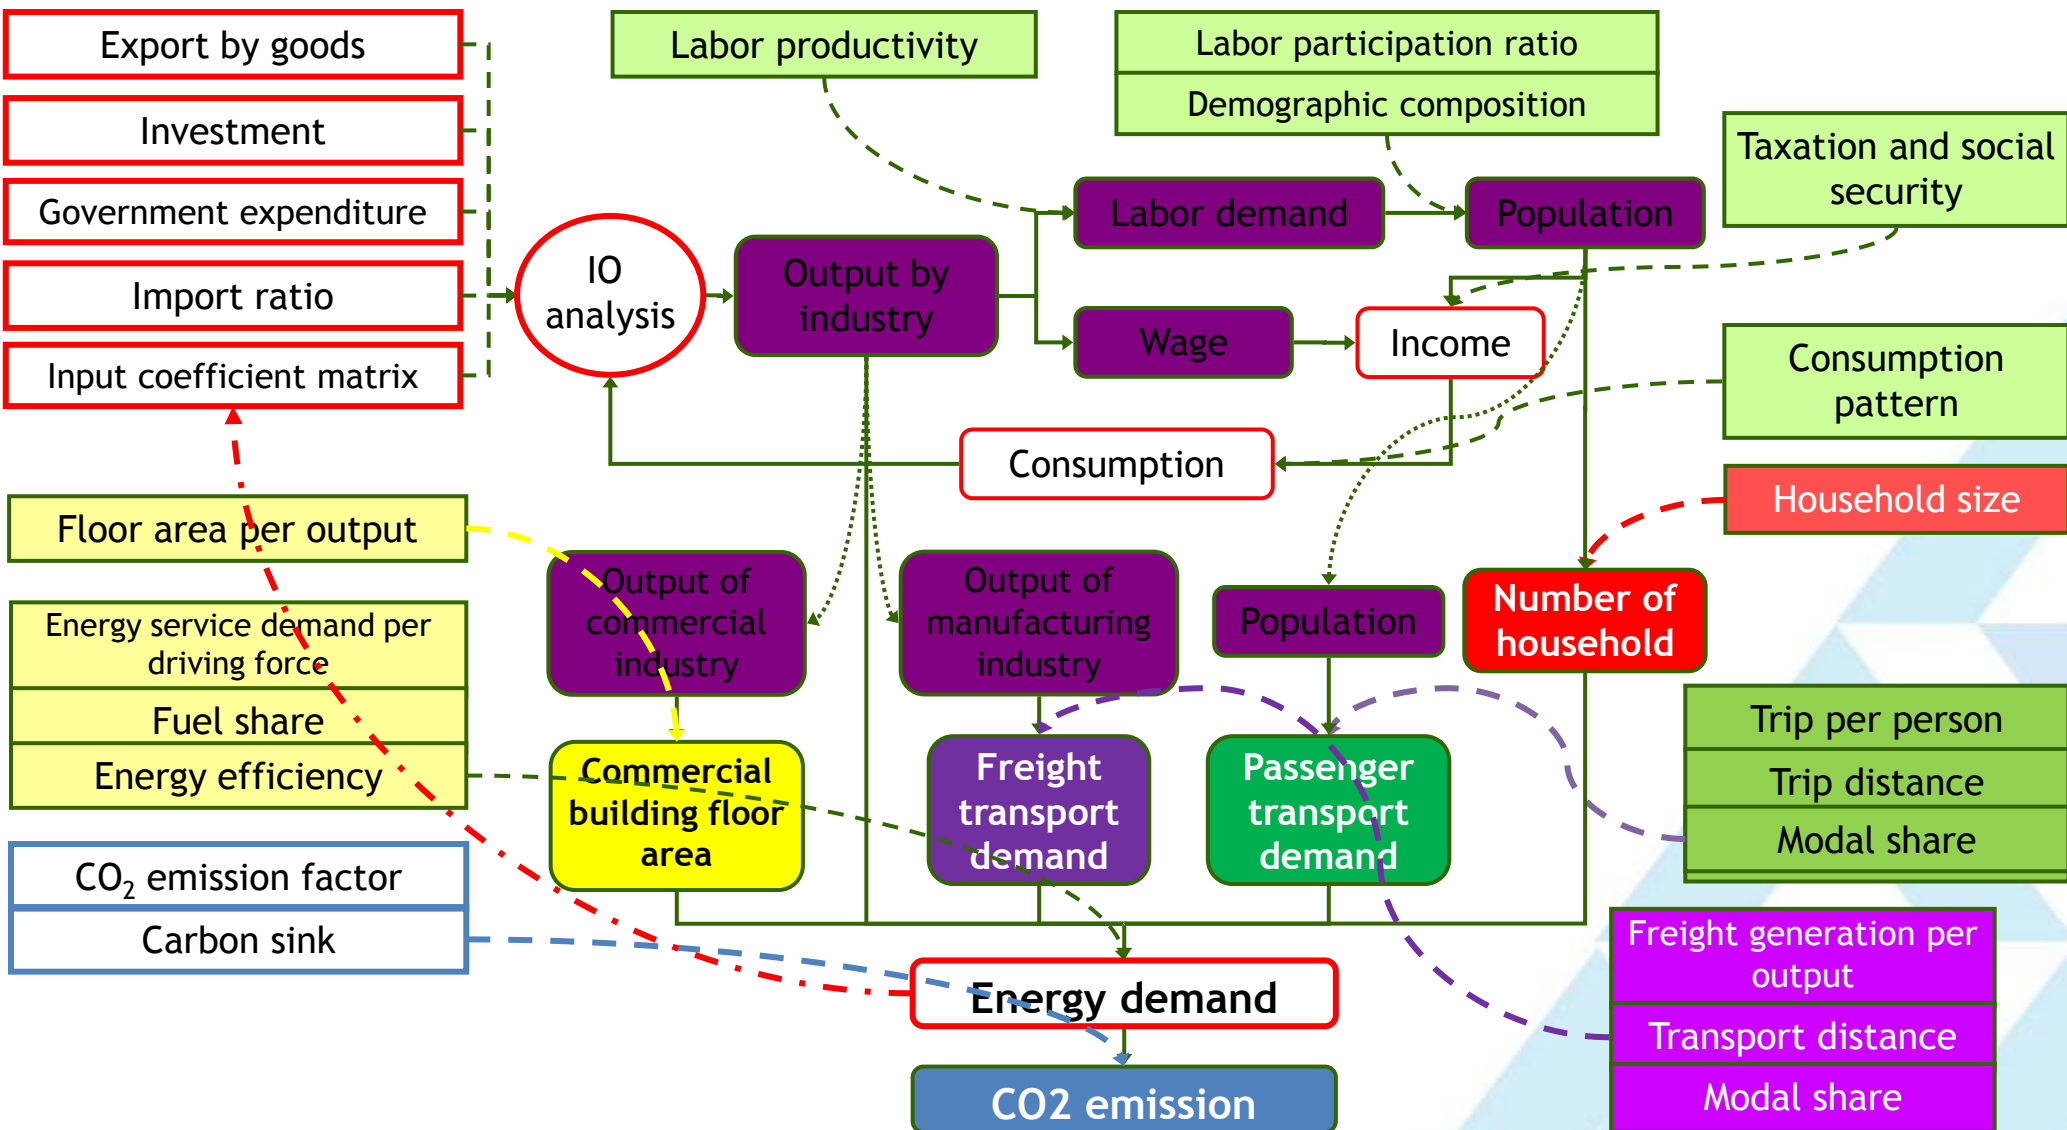 Export by goods
Investment
Government expenditure
Import ratio
Input coefficient matrix
Labor productivity
Labor participation ratio
Demographic composition
Taxation and social
security
IO
analysis
Output by
industry
Labor demand
Population
Wage
Income
Consumption
pattern
Consumption
Household size
Floor area per output
Energy service demand per
driving force
Fuel share
Energy efficiency
CO₂ emission factor
Carbon sink
Output of
commercial
industry
Output of
manufacturing
industry
Population
Number of
household
Commercial
building floor
area
Freight
transport
demand
Passenger
transport
demand
Trip per person
Trip distance
Modal share
Freight generation per
output
Transport distance
Modal share
Energy demand
CO2 emission